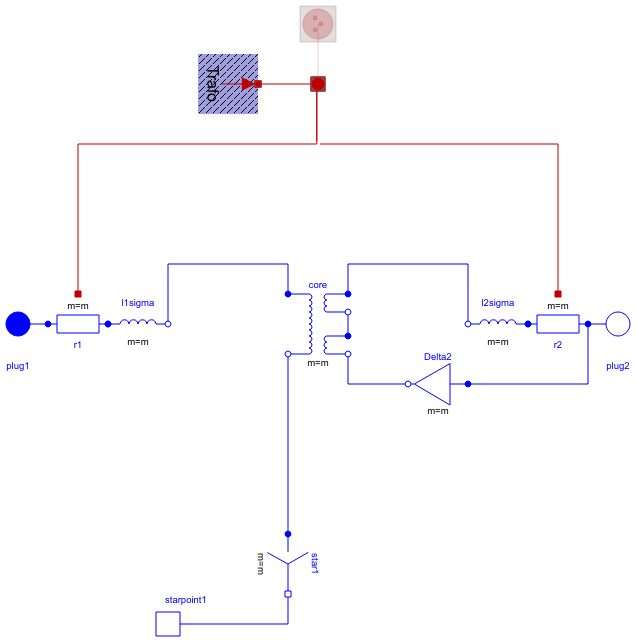 Trafo
core
l1sigma
l2sigma
m=m
m=m
r1
m=m
m=m
m=m
r2
Delta2
plug1
plug2
m=m
m=m
star1
starpoint1